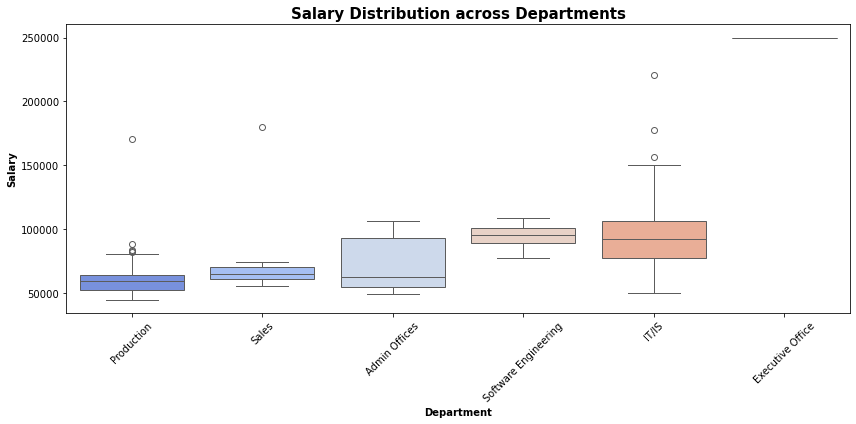 Salary Distribution across Departments
Salary
250000
200000
150000
100000
50000
Production
Sales
Admin Offices
Software Engineering
IT/IS
Executive Office
Department